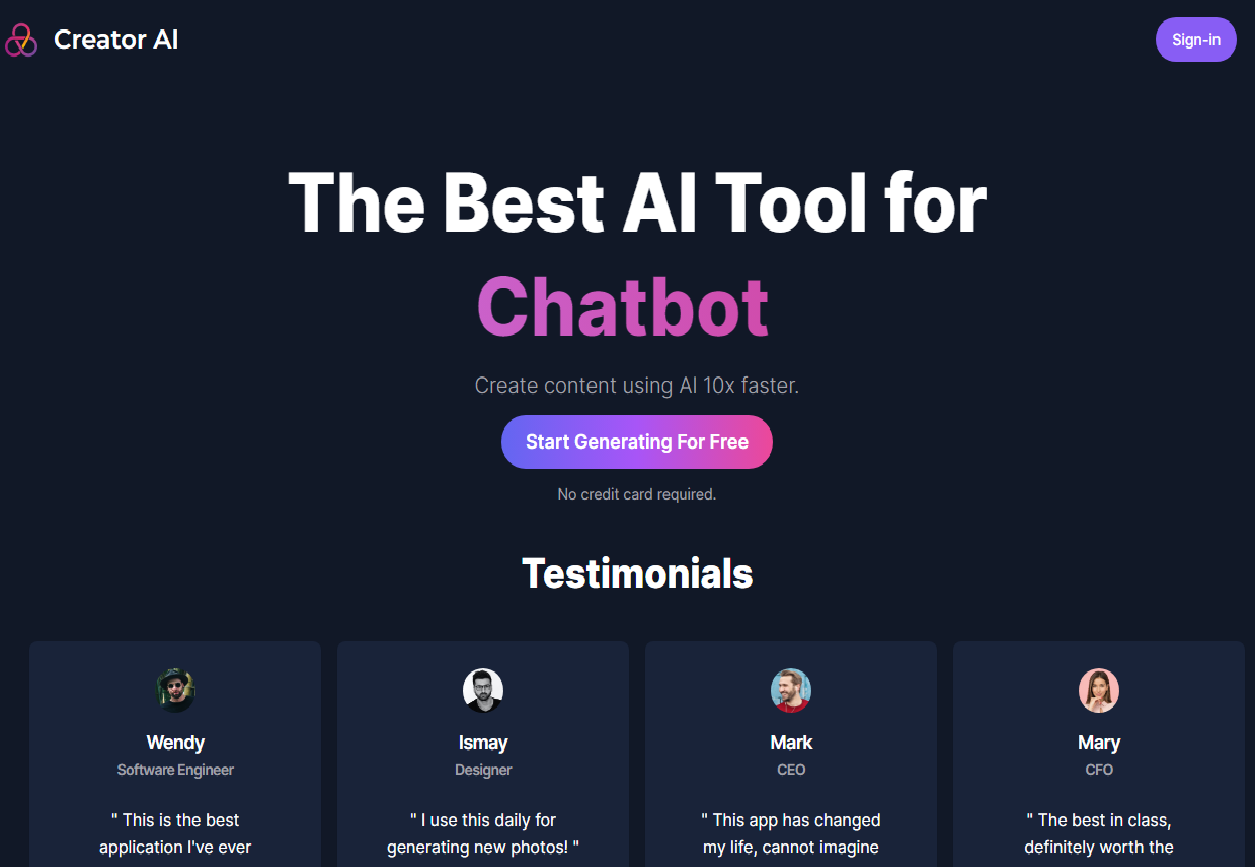 Creator AI
Sign-in
The Best AI Tool for
Chatbot
Create content using AI 10x faster.
Start Generating For Free
No credit card required.
Testimonials
Wendy
Software Engineer
" This is the best
application I've ever
Ismay
Designer
" I use this daily for
generating new photos! "
Mark
CEO
" This app has changed
my life, cannot imagine
Mary
CFO
" The best in class,
definitely worth the